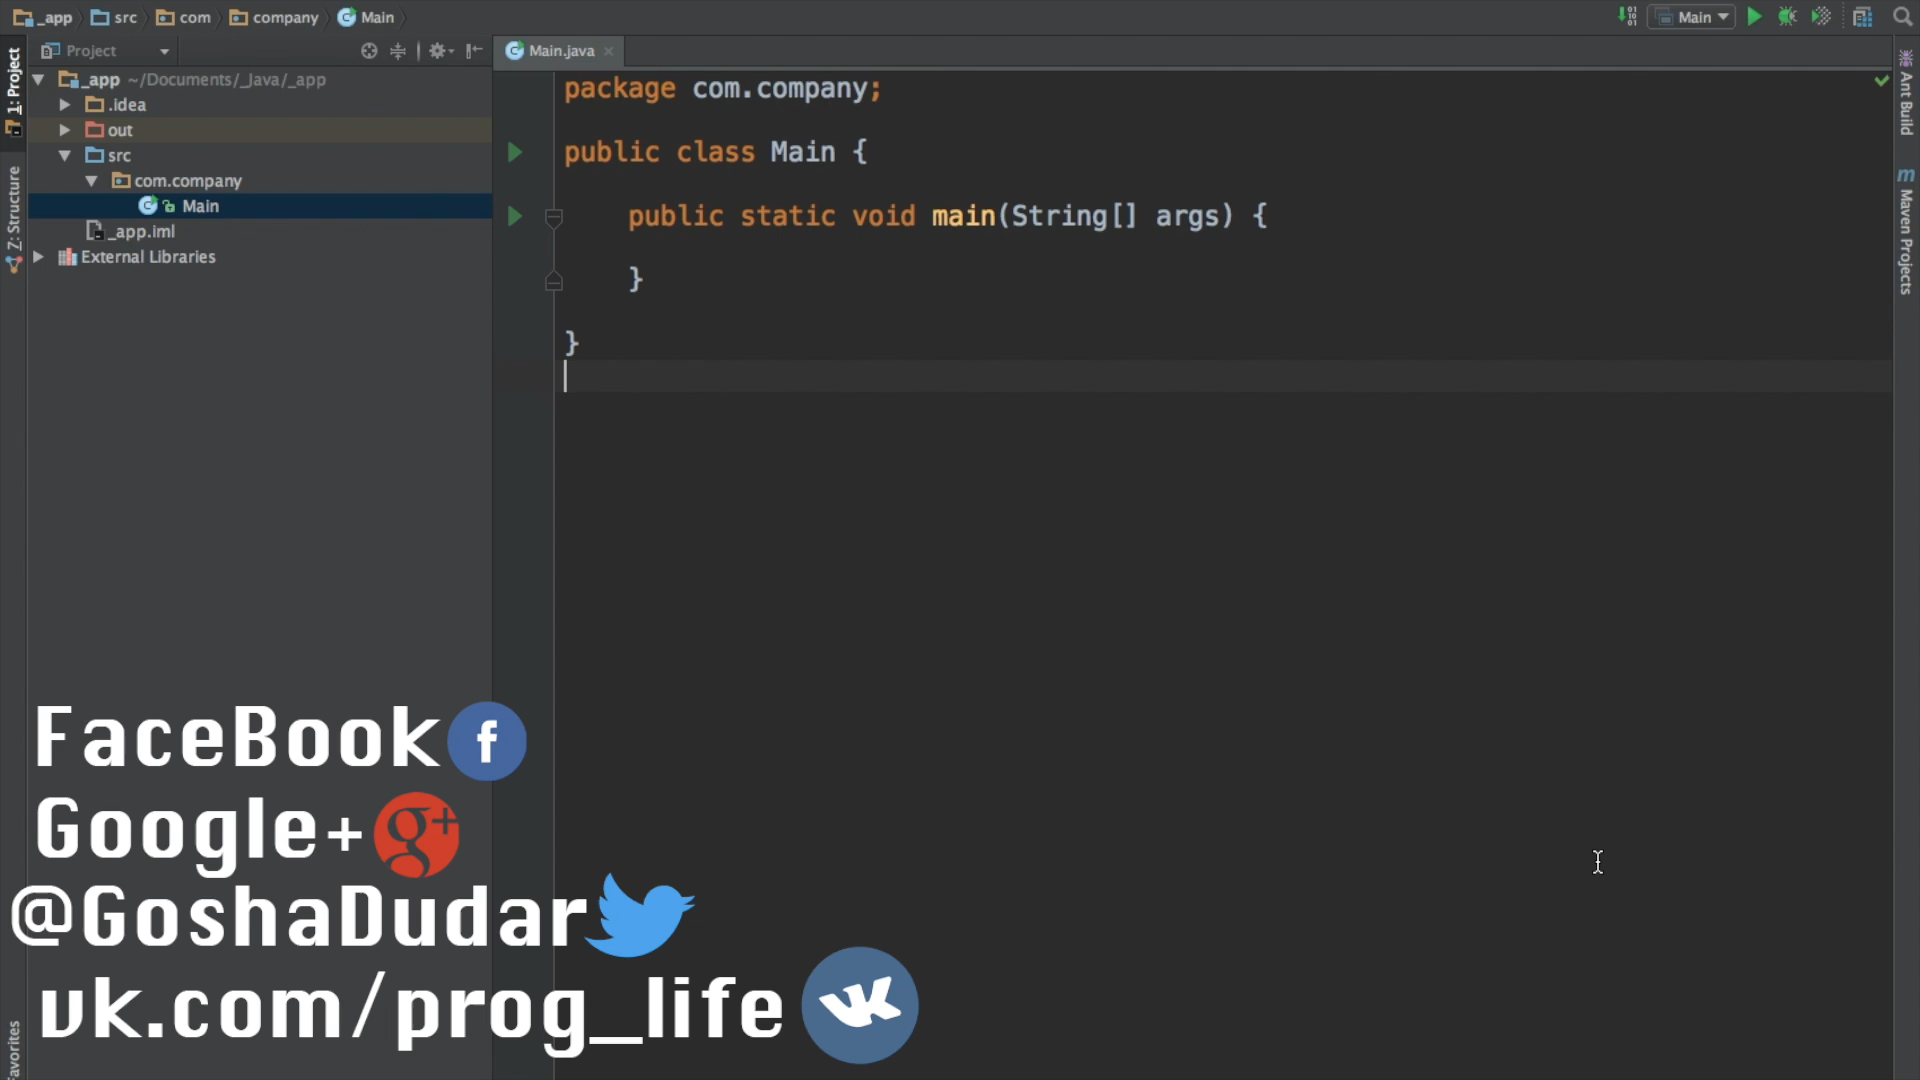 _app src com company Main
Main
Project
Main.java
1: Project
Z: Structure
Favorites
_app ~/Documents/_Java/_app
.idea
out
src
com.company
Main
_app.iml
External Libraries
package com.company;
public class Main {
public static void main(String[] args) {
}
}
Ant Build
Maven Projects
FaceBook
Google+
@GoshaDudar
vk.com/prog_life